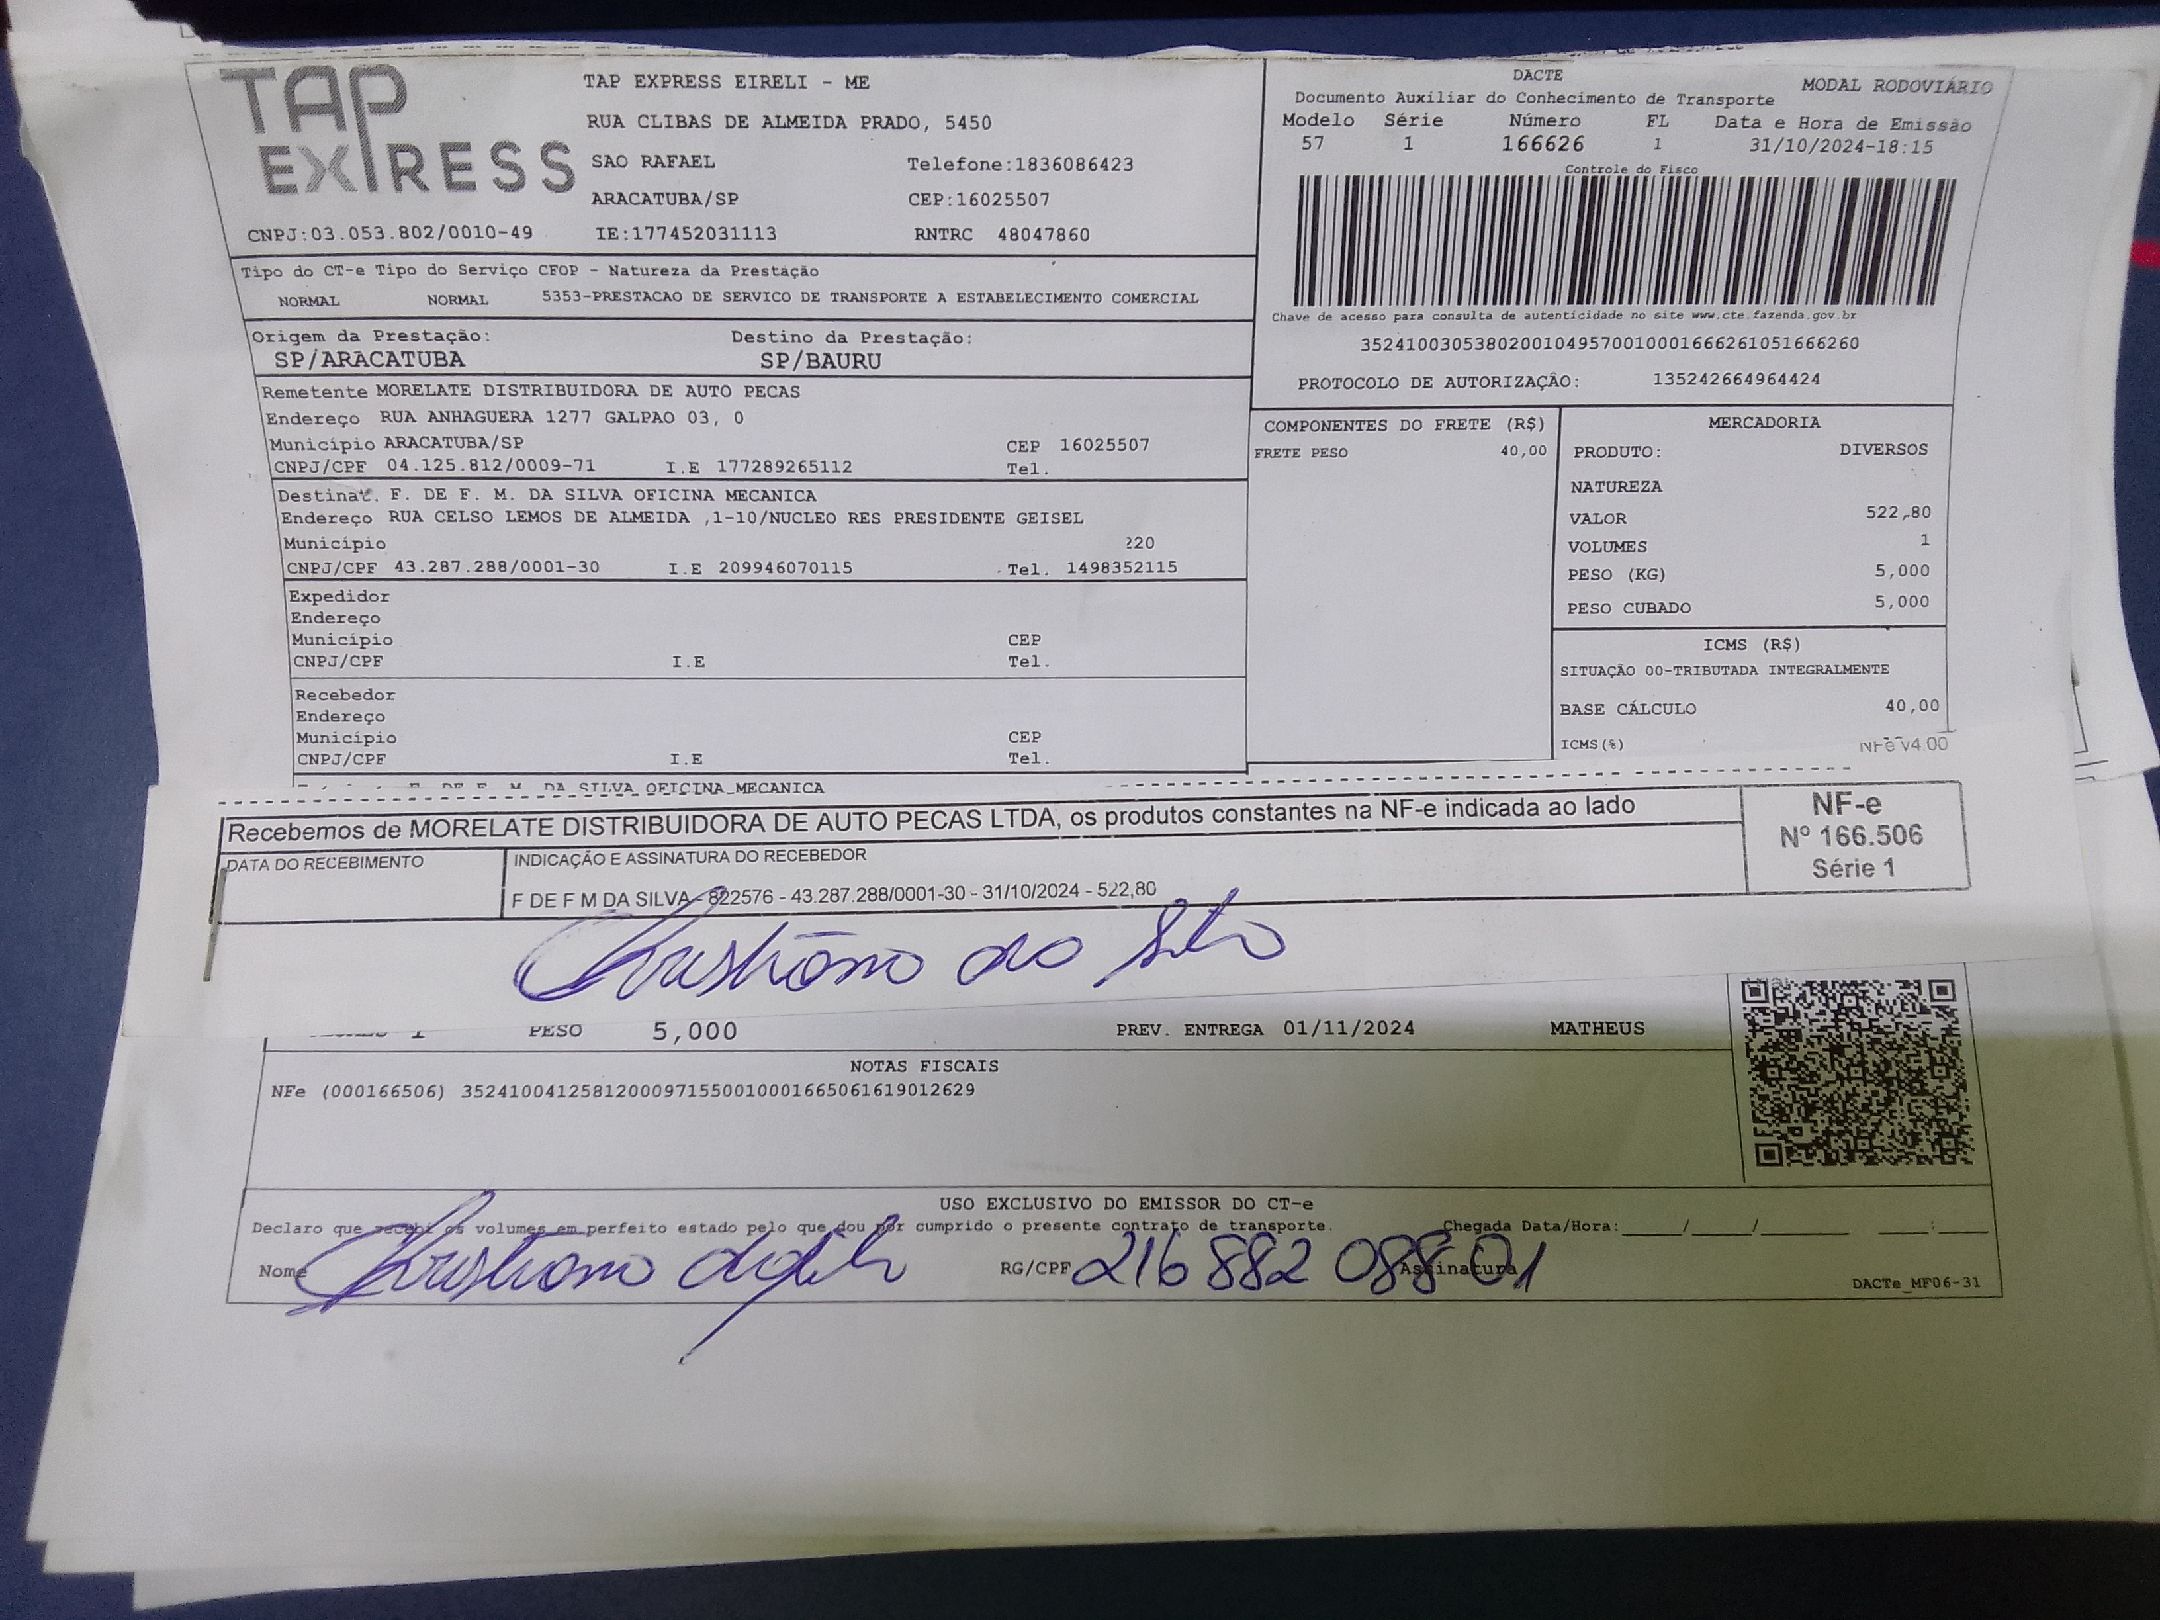 TAP EXPRESS
TAP EXPRESS EIRELI - ME
RUA CLIBAS DE ALMEIDA PRADO, 5450
SAO RAFAEL Telefone:1836086423
ARACATUBA/SP CEP:16025507
CNPJ:03.053.802/0010-49 IE:177452031113 RNTRC 48047860
DACTE MODAL RODOVIÁRIO
Documento Auxiliar do Conhecimento de Transporte
Modelo Série Número FL Data e Hora de Emissão
57 1 166626 1 31/10/2024-18:15
Controle do Fisco
Chave de acesso para consulta de autenticidade no site www.cte.fazenda.gov.br
35241003053802001049570010001666261051666260
PROTOCOLO DE AUTORIZAÇÃO: 135242664964424
Tipo do CT-e Tipo do Serviço CFOP - Natureza da Prestação
NORMAL NORMAL 5353-PRESTACAO DE SERVICO DE TRANSPORTE A ESTABELECIMENTO COMERCIAL
Origem da Prestação: Destino da Prestação:
SP/ARACATUBA SP/BAURU
Remetente MORELATE DISTRIBUIDORA DE AUTO PECAS
Endereço RUA ANHAGUERA 1277 GALPAO 03, 0
Município ARACATUBA/SP CEP 16025507
CNPJ/CPF 04.125.812/0009-71 I.E 177289265112 Tel.
Destinat. F. DE F. M. DA SILVA OFICINA MECANICA
Endereço RUA CELSO LEMOS DE ALMEIDA ,1-10/NUCLEO RES PRESIDENTE GEISEL
Município 220
CNPJ/CPF 43.287.288/0001-30 I.E 209946070115 Tel. 1498352115
Expedidor
Endereço
Município CEP
CNPJ/CPF I.E Tel.
Recebedor
Endereço
Município CEP
CNPJ/CPF I.E Tel.
F. DE F. M. DA SILVA OFICINA MECANICA
COMPONENTES DO FRETE (R$)
FRETE PESO 40,00
MERCADORIA
PRODUTO: DIVERSOS
NATUREZA
VALOR 522,80
VOLUMES 1
PESO (KG) 5,000
PESO CUBADO 5,000
ICMS (R$)
SITUAÇÃO 00-TRIBUTADA INTEGRALMENTE
BASE CÁLCULO 40,00
ICMS(%)
NFe v4.00
Recebemos de MORELATE DISTRIBUIDORA DE AUTO PECAS LTDA, os produtos constantes na NF-e indicada ao lado
DATA DO RECEBIMENTO INDICAÇÃO E ASSINATURA DO RECEBEDOR
F DE F M DA SILVA - 822576 - 43.287.288/0001-30 - 31/10/2024 - 522,80
NF-e
Nº 166.506
Série 1
PESO 5,000 PREV. ENTREGA 01/11/2024 MATHEUS
NOTAS FISCAIS
NFe (000166506) 35241004125812000971550010001665061619012629
USO EXCLUSIVO DO EMISSOR DO CT-e
Declaro que recebi os volumes em perfeito estado pelo que dou por cumprido o presente contrato de transporte. Chegada Data/Hora:____/____/______ ___:___
Nome RG/CPF 216 882 088 01 Assinatura
DACTe_MF06-31